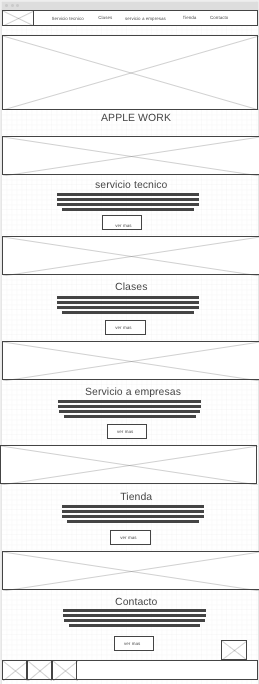 Servicio tecnico Clases servicio a empresas Tienda Contacto
APPLE WORK
servicio tecnico
ver mas
Clases
ver mas
Servicio a empresas
ver mas
Tienda
ver mas
Contacto
ver mas